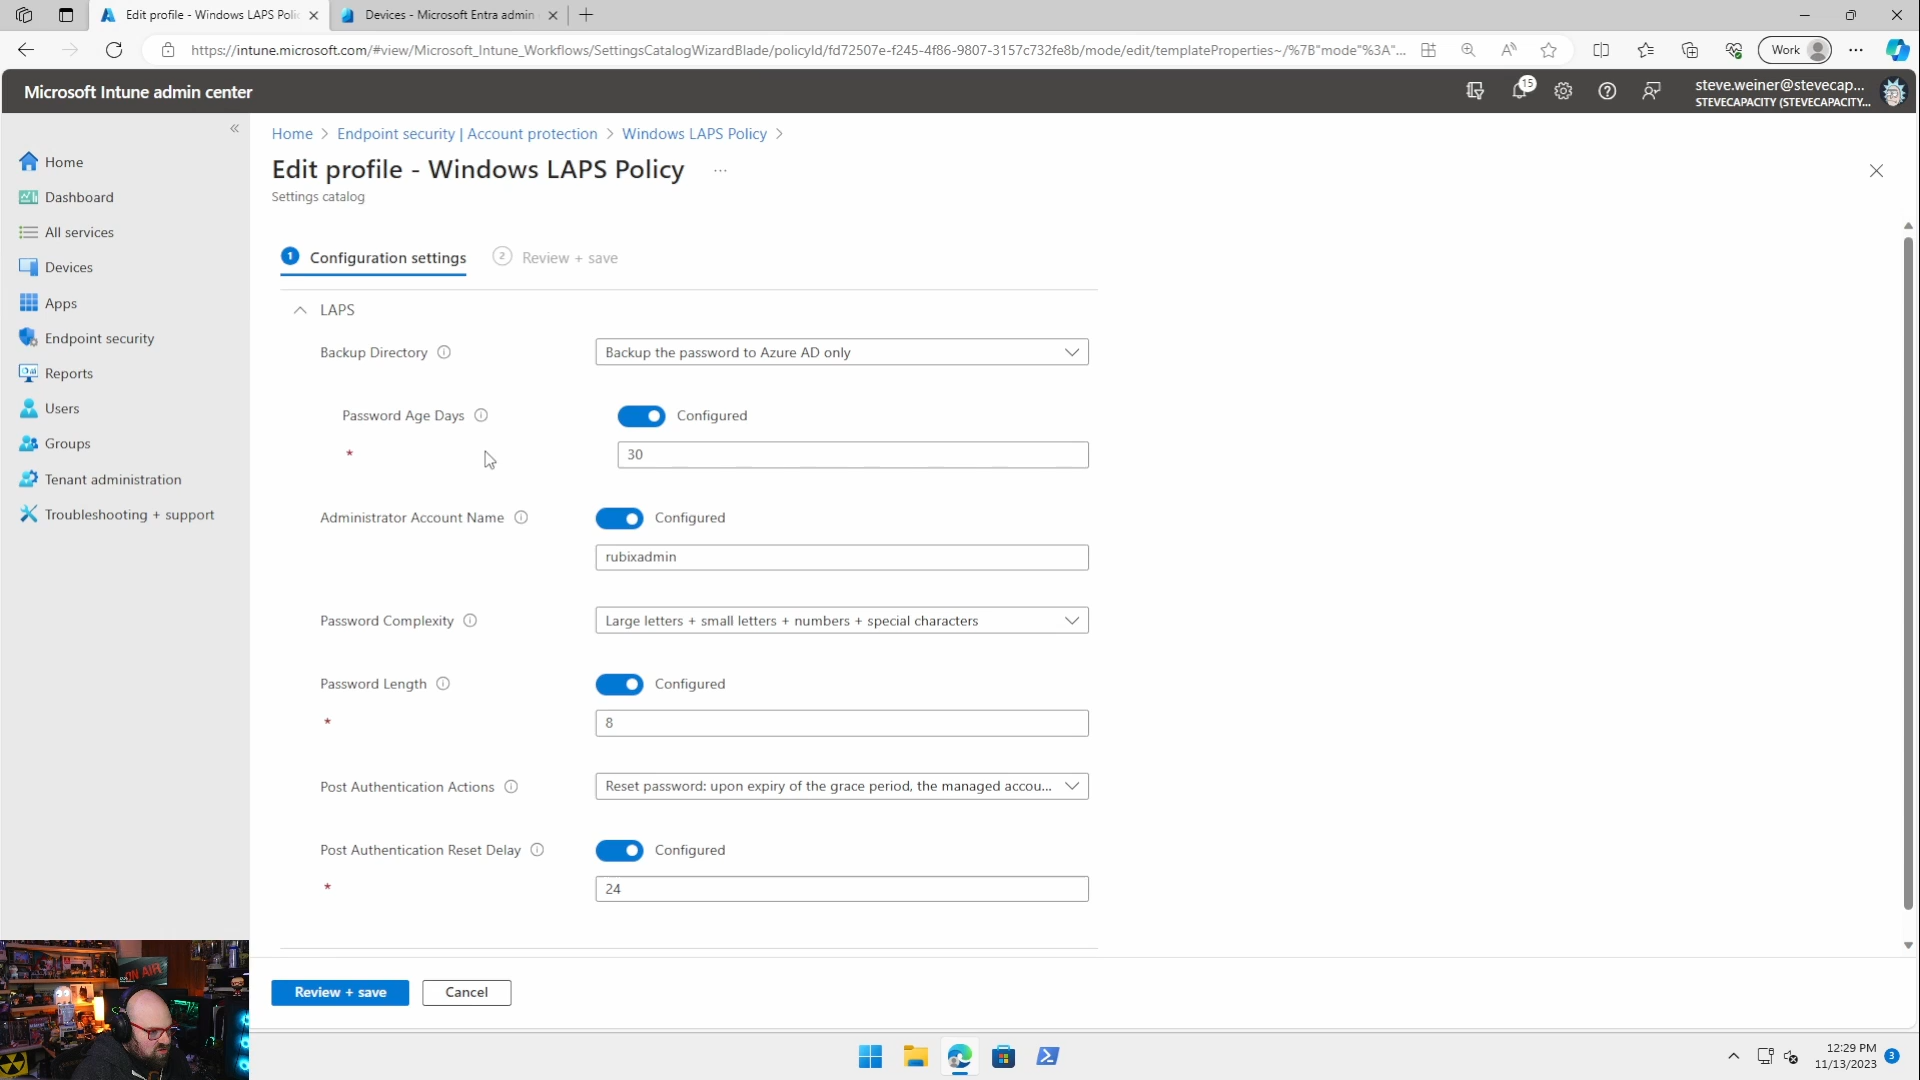 Edit profile - Windows LAPS Polic
Devices - Microsoft Entra admin
https://intune.microsoft.com/#view/Microsoft_Intune_Workflows/SettingsCatalogWizardBlade/policyId/fd72507e-f245-4f86-9807-3157c732fe8b/mode/edit/templateProperties~/%7B"mode"%3A"...
Work
Microsoft Intune admin center
15
steve.weiner@stevecap...
STEVECAPACITY (STEVECAPACITY,...
Home
Dashboard
All services
Devices
Apps
Endpoint security
Reports
Users
Groups
Tenant administration
Troubleshooting + support
Home > Endpoint security | Account protection > Windows LAPS Policy >
Edit profile - Windows LAPS Policy ...
Settings catalog
1 Configuration settings
2 Review + save
LAPS
Backup Directory
Backup the password to Azure AD only
Password Age Days
Configured
* 30
Administrator Account Name
Configured
rubixadmin
Password Complexity
Large letters + small letters + numbers + special characters
Password Length
Configured
* 8
Post Authentication Actions
Reset password: upon expiry of the grace period, the managed accou...
Post Authentication Reset Delay
Configured
* 24
Review + save
Cancel
ON AIR
12:29 PM
11/13/2023
3